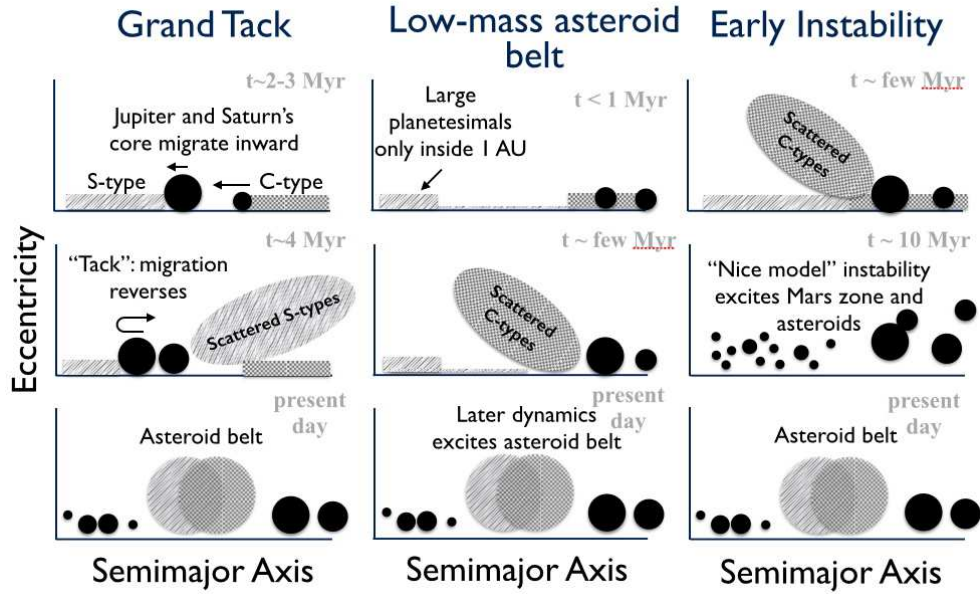 Grand Tack
Low-mass asteroid
belt
Early Instability
Eccentricity
t~2-3 Myr
Jupiter and Saturn's
core migrate inward
S-type
C-type
t < 1 Myr
Large
planetesimals
only inside 1 AU
t ~ few Myr
Scattered
C-types
t~4 Myr
“Tack”: migration
reverses
Scattered S-types
t ~ few Myr
Scattered
C-types
t ~ 10 Myr
“Nice model” instability
excites Mars zone and
asteroids
present
day
Asteroid belt
present
day
Later dynamics
excites asteroid belt
present
day
Asteroid belt
Semimajor Axis
Semimajor Axis
Semimajor Axis